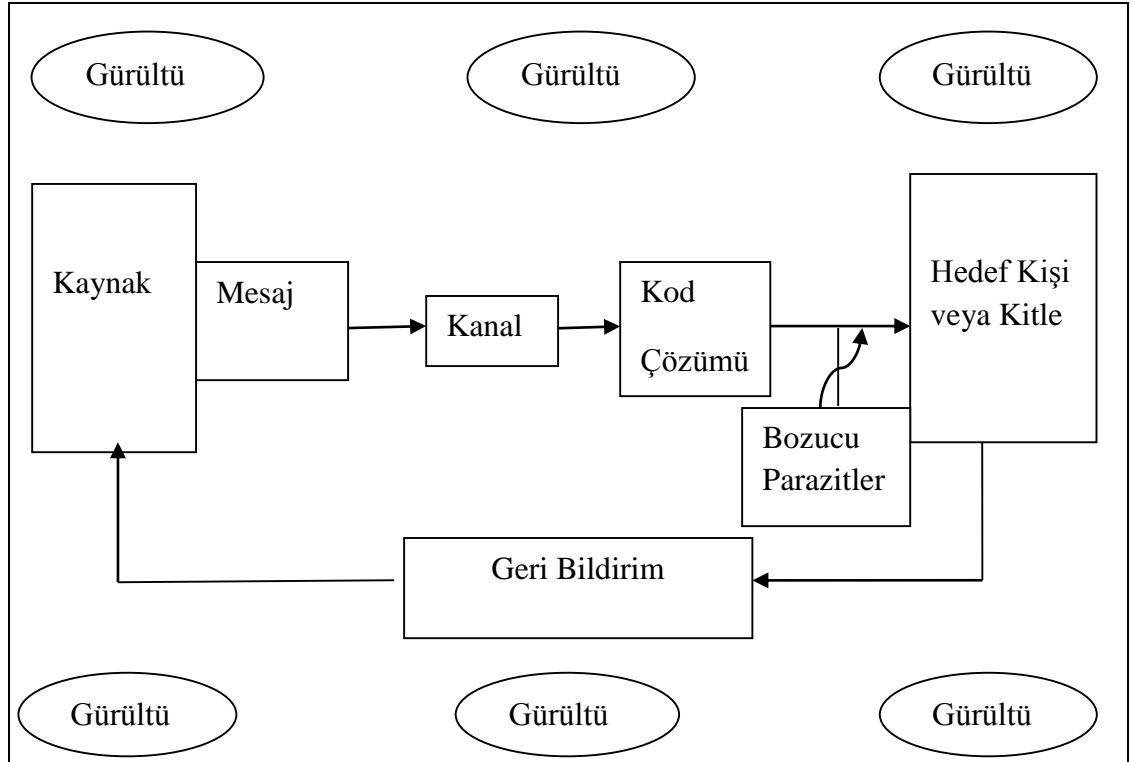 Gürültü
Gürültü
Gürültü
Kaynak
Mesaj
Kanal
Kod
Çözümü
Hedef Kişi
veya Kitle
Bozucu
Parazitler
Geri Bildirim
Gürültü
Gürültü
Gürültü